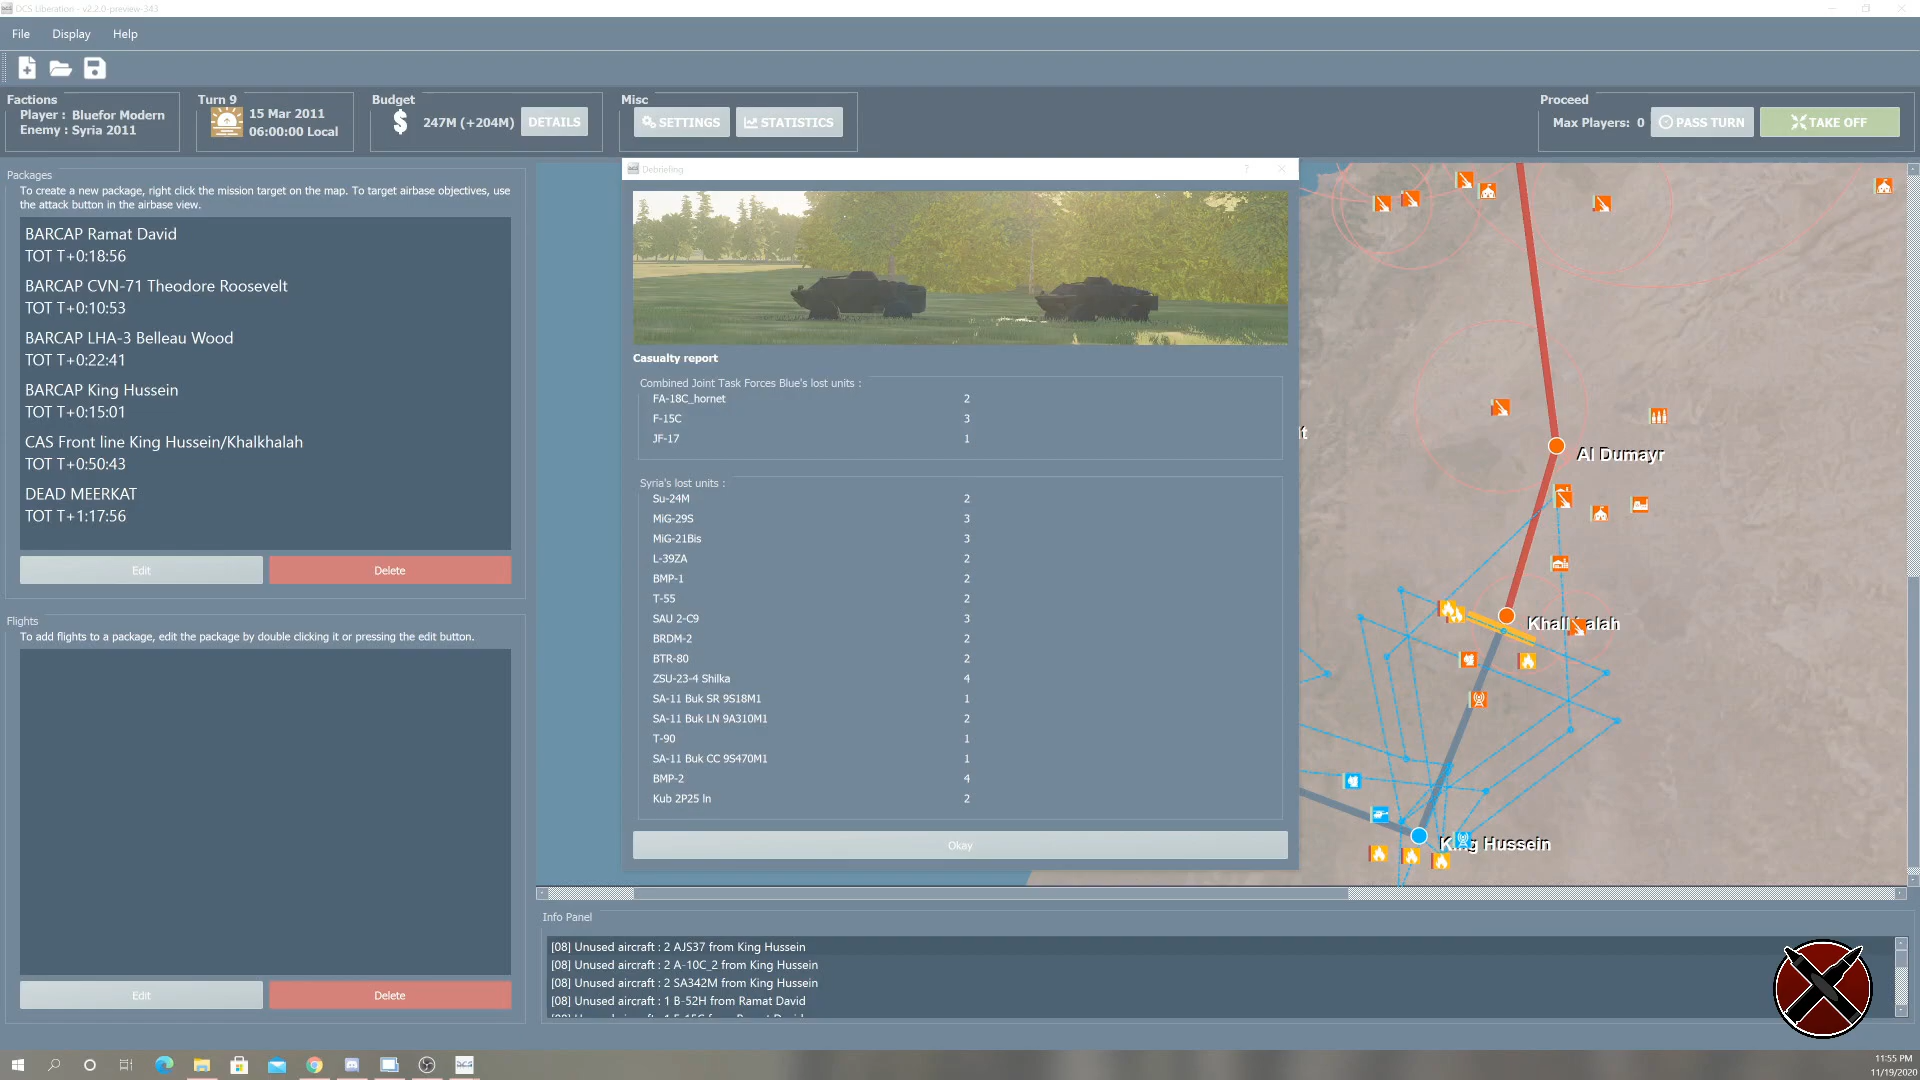 DCS Liberation - v2.2.0-preview-343
File Display Help
Factions
Player : Bluefor Modern
Enemy : Syria 2011
Turn 9
15 Mar 2011
06:00:00 Local
Budget
$ 247M (+204M) DETAILS
Misc
SETTINGS STATISTICS
Proceed
Max Players: 0 PASS TURN TAKE OFF
Packages
To create a new package, right click the mission target on the map. To target airbase objectives, use
the attack button in the airbase view.
BARCAP Ramat David
TOT T+0:18:56
BARCAP CVN-71 Theodore Roosevelt
TOT T+0:10:53
BARCAP LHA-3 Belleau Wood
TOT T+0:22:41
BARCAP King Hussein
TOT T+0:15:01
CAS Front line King Hussein/Khalkhalah
TOT T+0:50:43
DEAD MEERKAT
TOT T+1:17:56
Edit Delete
Flights
To add flights to a package, edit the package by double clicking it or pressing the edit button.
Edit Delete
Debriefing
Casualty report
Combined Joint Task Forces Blue's lost units :
FA-18C_hornet 2
F-15C 3
JF-17 1
Syria's lost units :
Su-24M 2
MiG-29S 3
MiG-21Bis 3
L-39ZA 2
BMP-1 2
T-55 2
SAU 2-C9 3
BRDM-2 2
BTR-80 2
ZSU-23-4 Shilka 4
SA-11 Buk SR 9S18M1 1
SA-11 Buk LN 9A310M1 2
T-90 1
SA-11 Buk CC 9S470M1 1
BMP-2 4
Kub 2P25 ln 2
Okay
Al Dumayr
Khalkhalah
King Hussein
Info Panel
[08] Unused aircraft : 2 AJS37 from King Hussein
[08] Unused aircraft : 2 A-10C_2 from King Hussein
[08] Unused aircraft : 2 SA342M from King Hussein
[08] Unused aircraft : 1 B-52H from Ramat David
11:55 PM
11/19/2020